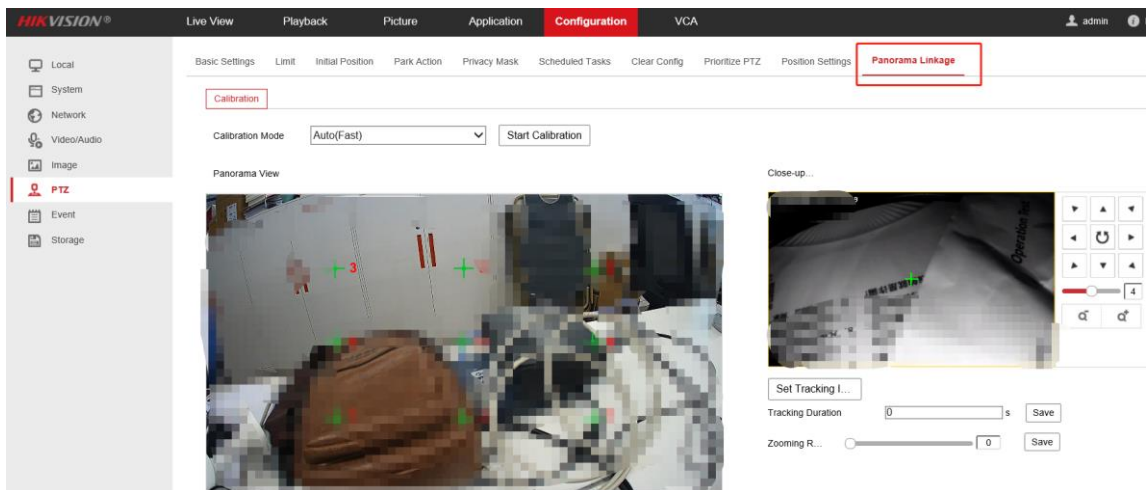 HIKVISION®
Live View Playback Picture Application Configuration VCA admin
Local
System
Network
Video/Audio
Image
PTZ
Event
Storage
Basic Settings Limit Initial Position Park Action Privacy Mask Scheduled Tasks Clear Config Prioritize PTZ Position Settings Panorama Linkage
Calibration
Calibration Mode Auto(Fast) Start Calibration
Panorama View
Close-up...
3
Operation Test
4
Set Tracking I...
Tracking Duration 0 s Save
Zooming R... 0 Save